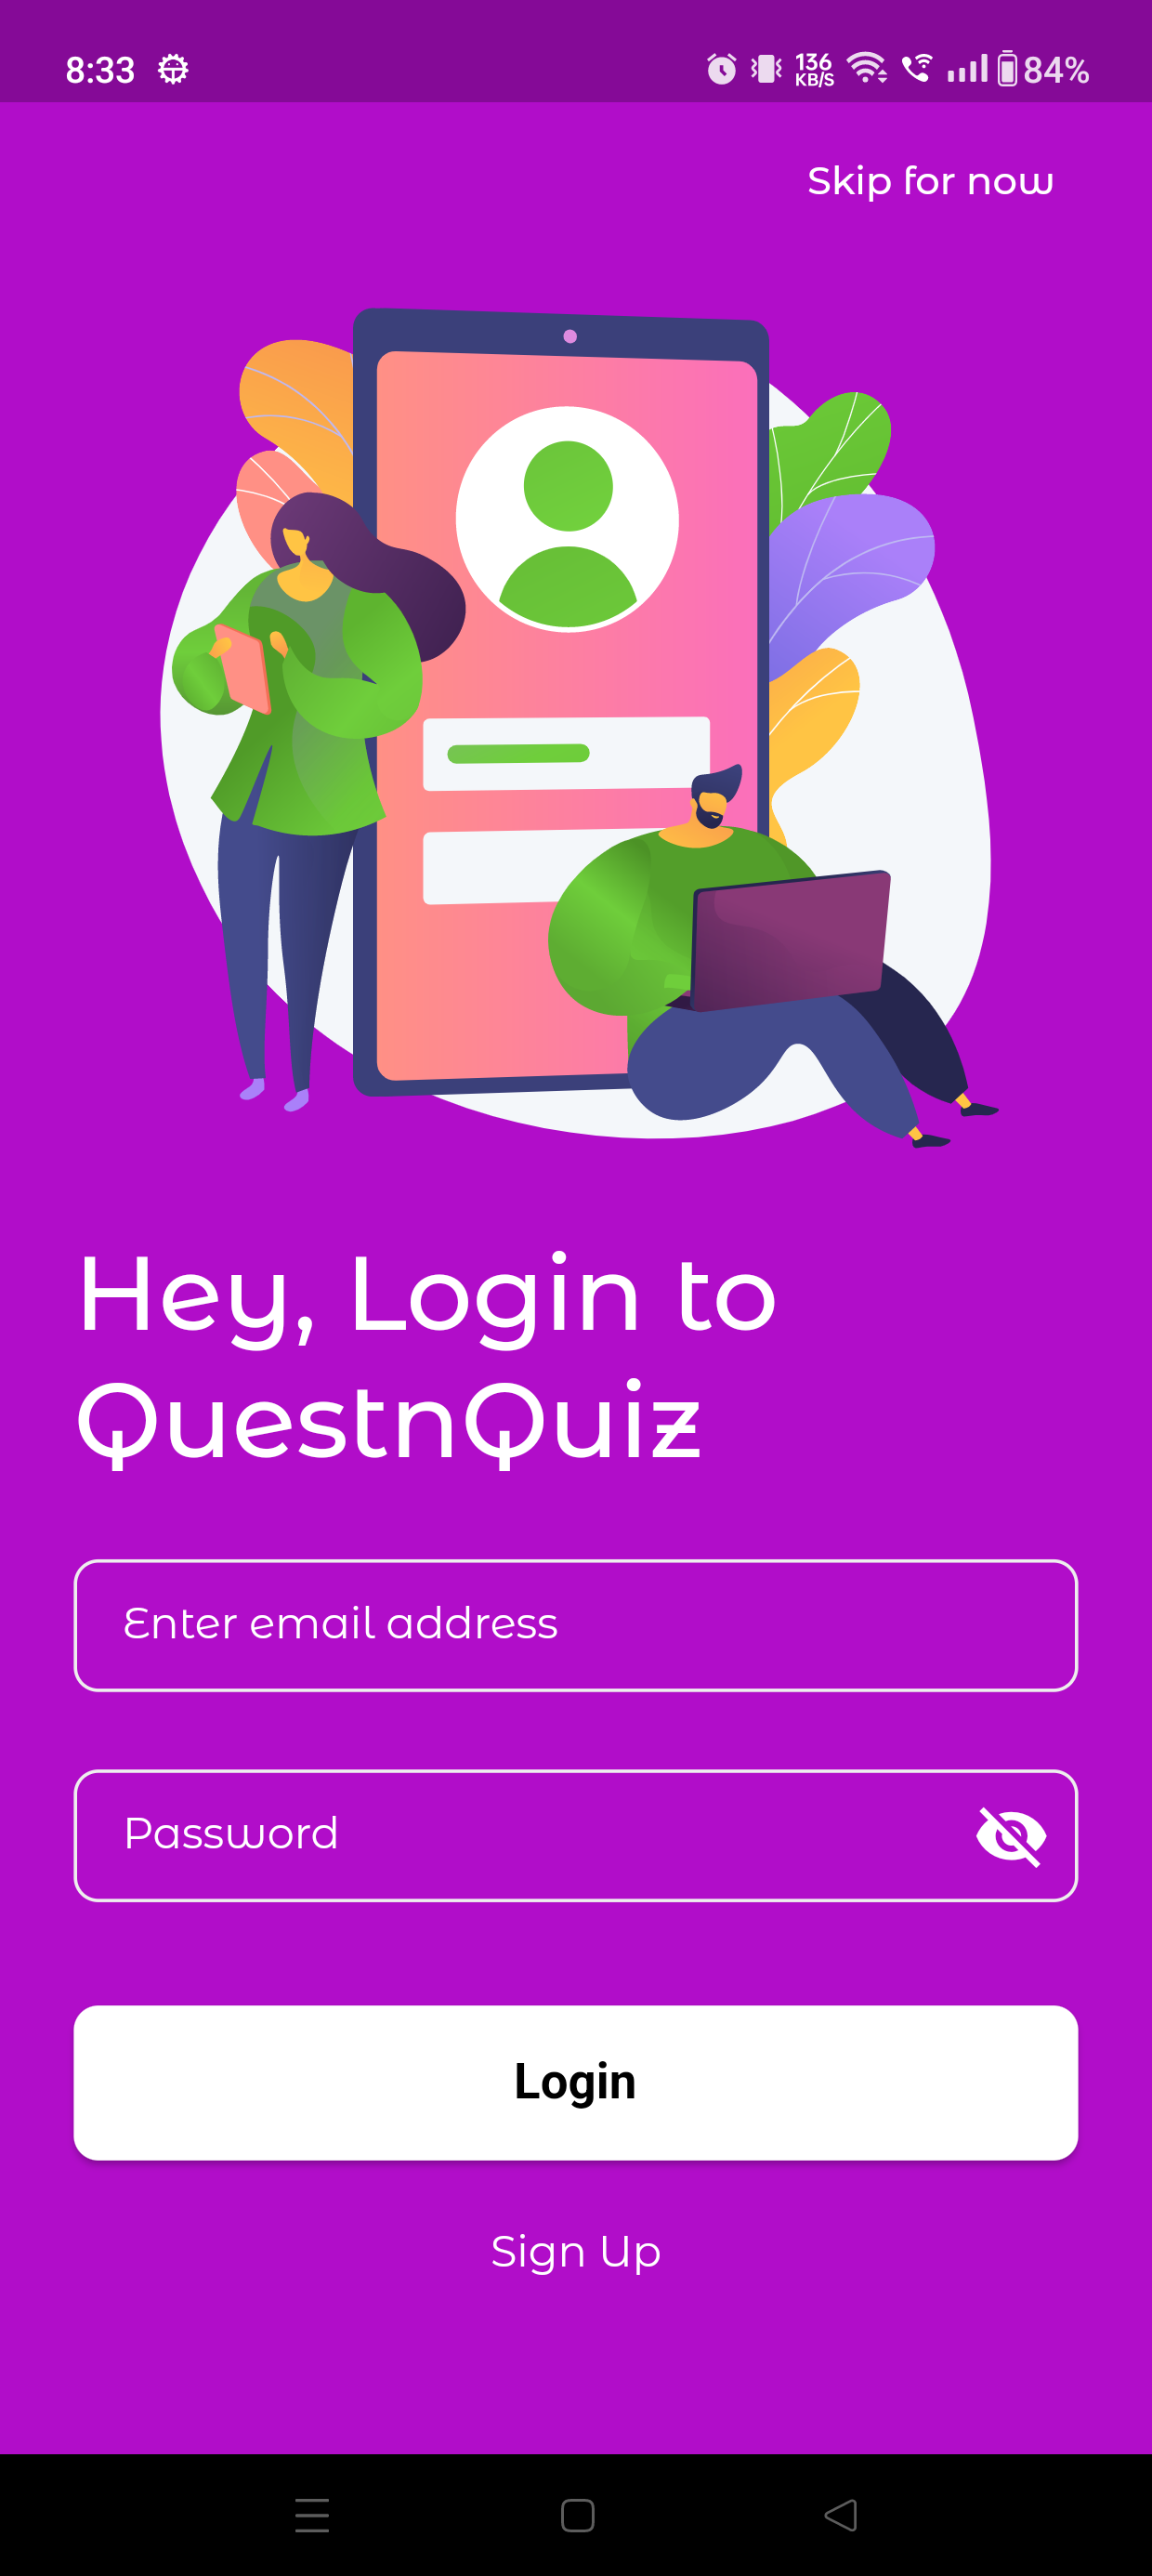 8:33 136 KB/S 84%
Skip for now
Hey, Login to
QuestnQuiz
Enter email address
Password
Login
Sign Up